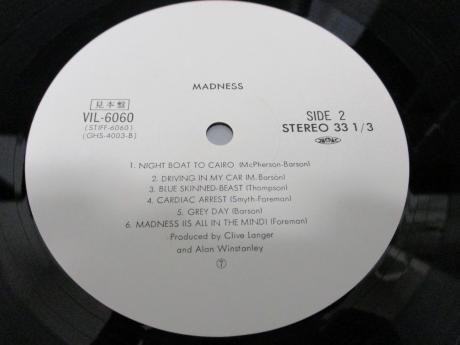 MADNESS
見本盤
VIL-6060
(STIFF-6060)
(GHS-4003-B)
SIDE 2
STEREO 33 1/3
1. NIGHT BOAT TO CAIRO (McPherson-Barson)
2. DRIVING IN MY CAR (M. Barson)
3. BLUE SKINNED-BEAST (Thompson)
4. CARDIAC ARREST (Smyth-Foreman)
5. GREY DAY (Barson)
6. MADNESS (IS ALL IN THE MIND) (Foreman)
Produced by Clive Langer
and Alan Winstanley